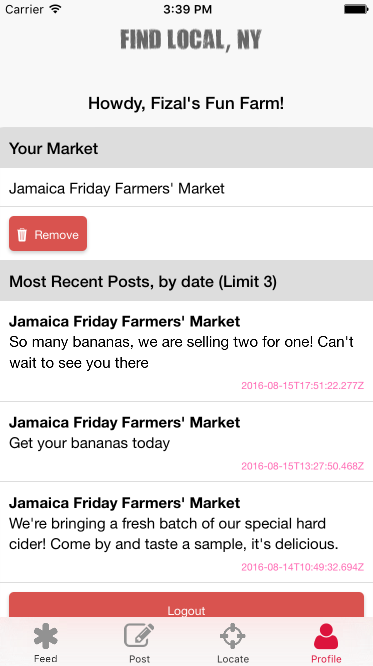 Carrier 3:39 PM
FIND LOCAL, NY
Howdy, Fizal's Fun Farm!
Your Market
Jamaica Friday Farmers' Market
Remove
Most Recent Posts, by date (Limit 3)
Jamaica Friday Farmers' Market
So many bananas, we are selling two for one! Can't
wait to see you there
2016-08-15T17:51:22.277Z
Jamaica Friday Farmers' Market
Get your bananas today
2016-08-15T13:27:50.468Z
Jamaica Friday Farmers' Market
We're bringing a fresh batch of our special hard
cider! Come by and taste a sample, it's delicious.
2016-08-14T10:49:32.694Z
Logout
Feed Post Locate Profile